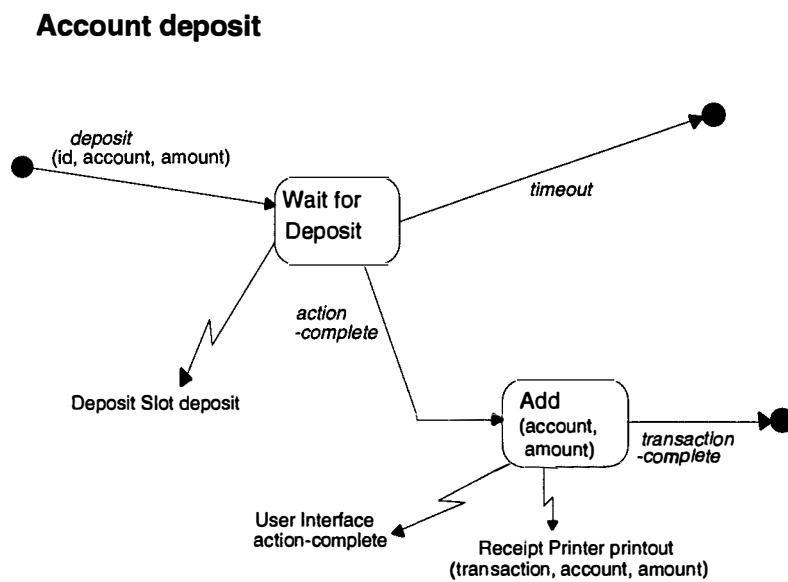 Account deposit
deposit
(id, account, amount)
Wait for
Deposit
timeout
action
-complete
Deposit Slot deposit
Add
(account,
amount)
transaction
-complete
User Interface
action-complete
Receipt Printer printout
(transaction, account, amount)